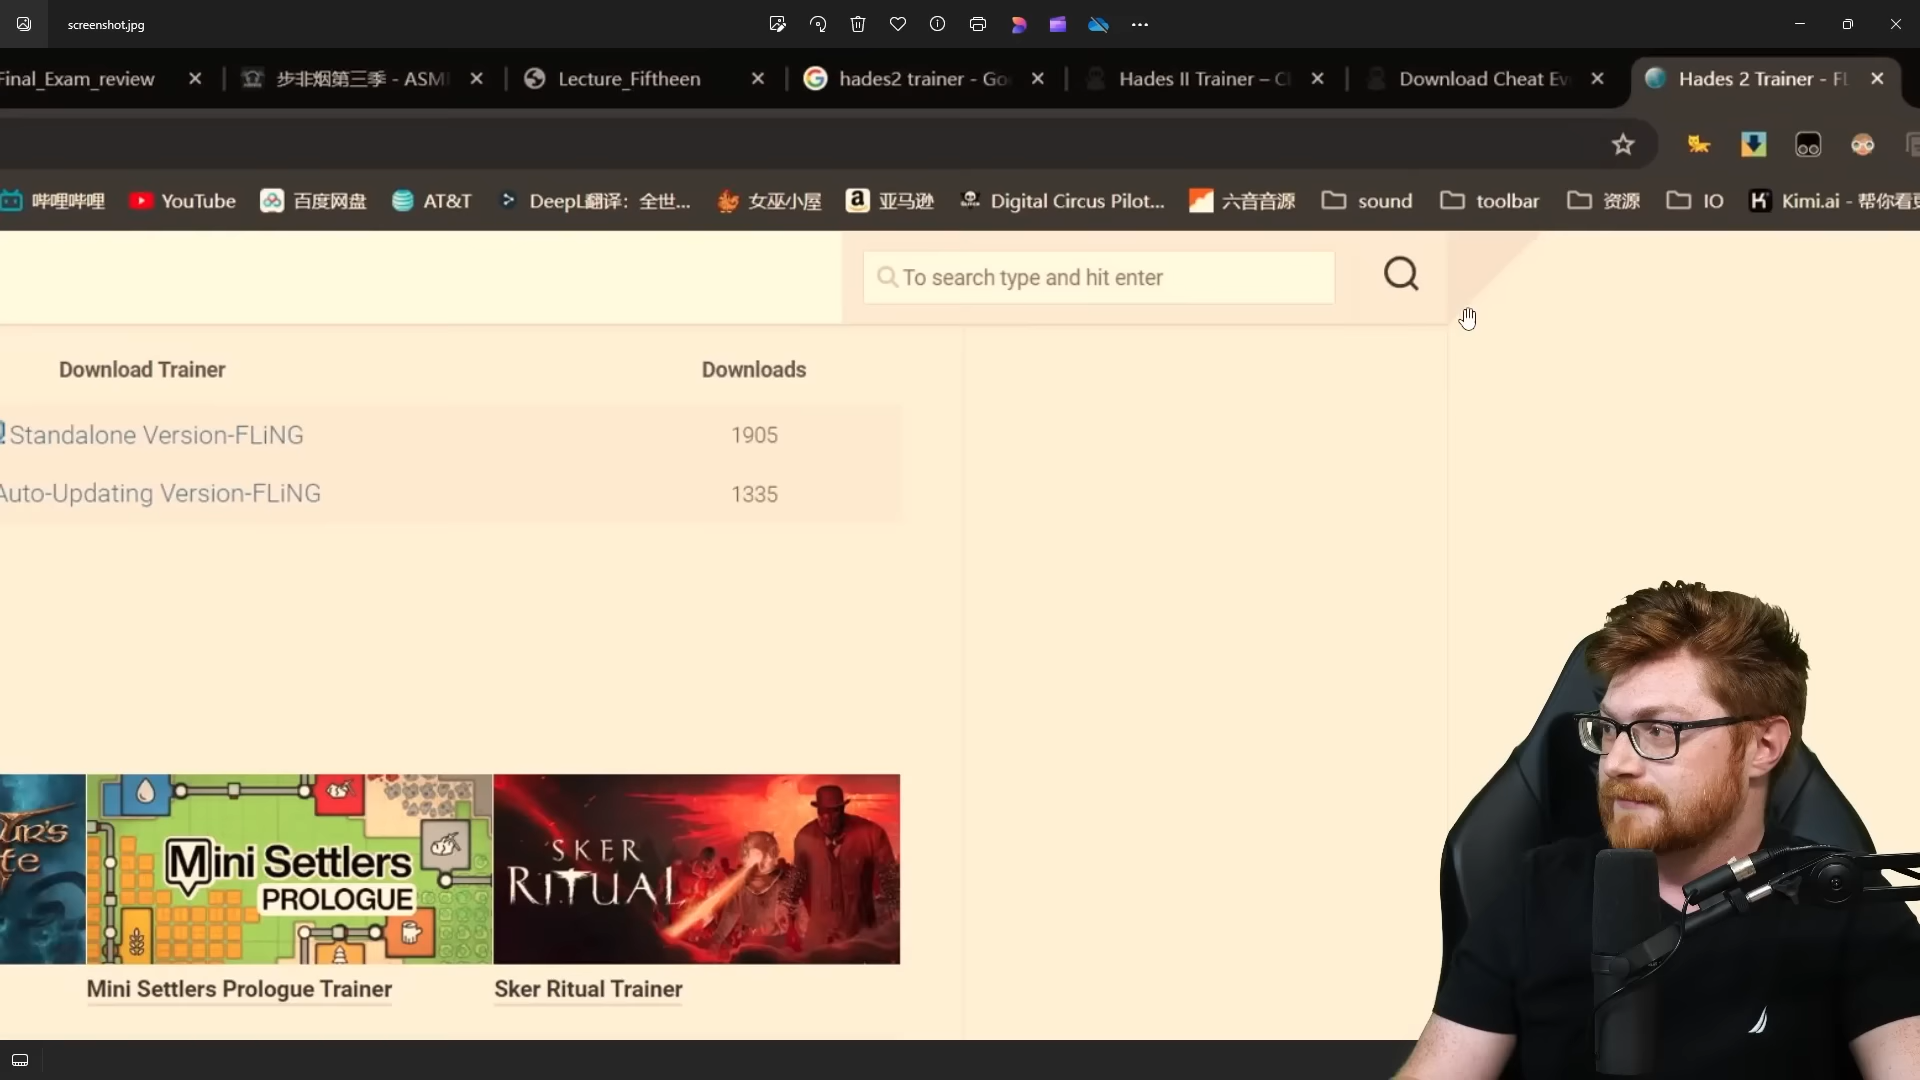 screenshot.jpg
Final_Exam_review
步非烟第三季 - ASM
Lecture_Fiftheen
hades2 trainer - Go
Hades II Trainer – C
Download Cheat Ev
Hades 2 Trainer - FL
哔哩哔哩
YouTube
百度网盘
AT&T
DeepL翻译：全世...
女巫小屋
亚马逊
Digital Circus Pilot...
六音音源
sound
toolbar
资源
IO
Kimi.ai - 帮你看更
To search type and hit enter
Download Trainer
Downloads
Standalone Version-FLiNG
1905
Auto-Updating Version-FLiNG
1335
Mini Settlers
PROLOGUE
SKER
RITUAL
Mini Settlers Prologue Trainer
Sker Ritual Trainer